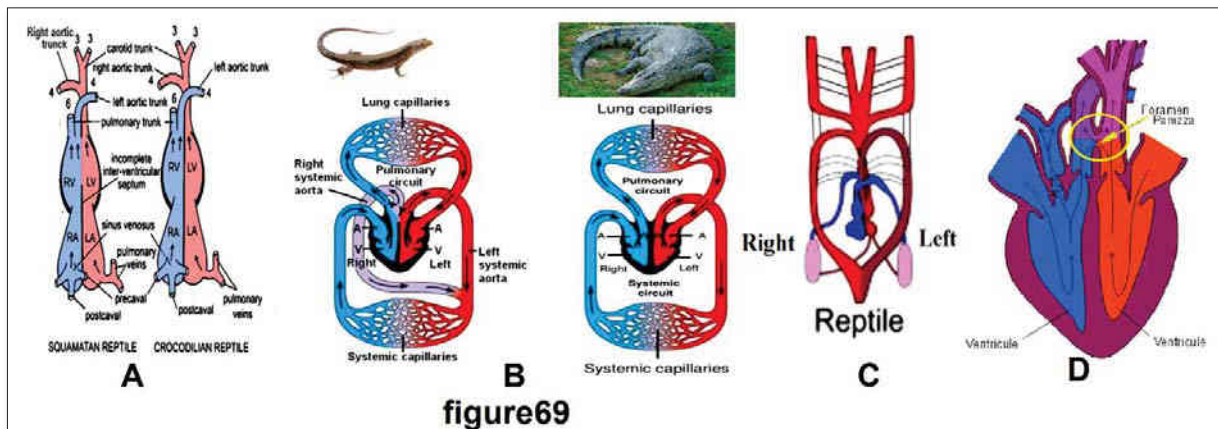 3 3
3 3
Right aortic
trunck
carotid trunk
right aortic trunk
left aortic trunk
4
4
4
4
6
left aortic trunk
6
pulmonary trunk
RV
LV
incomplete
inter-ventricular
septum
RV
LV
sinus venosus
RA
LA
RA
LA
pulmonary
veins
precaval
postcaval
postcaval
pulmonary
veins
SQUAMATAN REPTILE
CROCODILIAN REPTILE
A
Lung capillaries
Right
systemic
aorta
Pulmonary
circuit
A
A
V
V
Right
Left
Left
systemic
aorta
Systemic capillaries
Lung capillaries
Pulmonary
circuit
A
A
V
V
Right
Left
Systemic
circuit
Systemic capillaries
B
Right
Left
Reptile
C
Foramen
Panizza
Ventricule
Ventricule
D
figure69